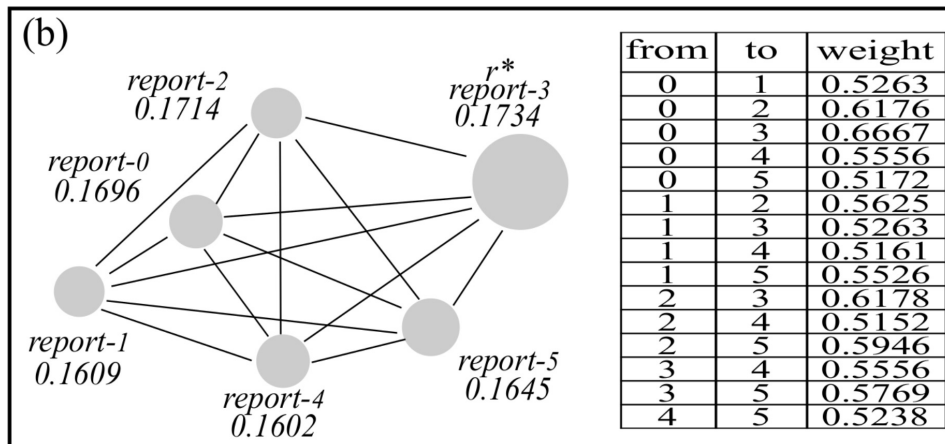 (b)
report-2
0.1714
r*
report-3
0.1734
report-0
0.1696
report-1
0.1609
report-4
0.1602
report-5
0.1645
from to weight
0 1 0.5263
0 2 0.6176
0 3 0.6667
0 4 0.5556
0 5 0.5172
1 2 0.5625
1 3 0.5263
1 4 0.5161
1 5 0.5526
2 3 0.6178
2 4 0.5152
2 5 0.5946
3 4 0.5556
3 5 0.5769
4 5 0.5238